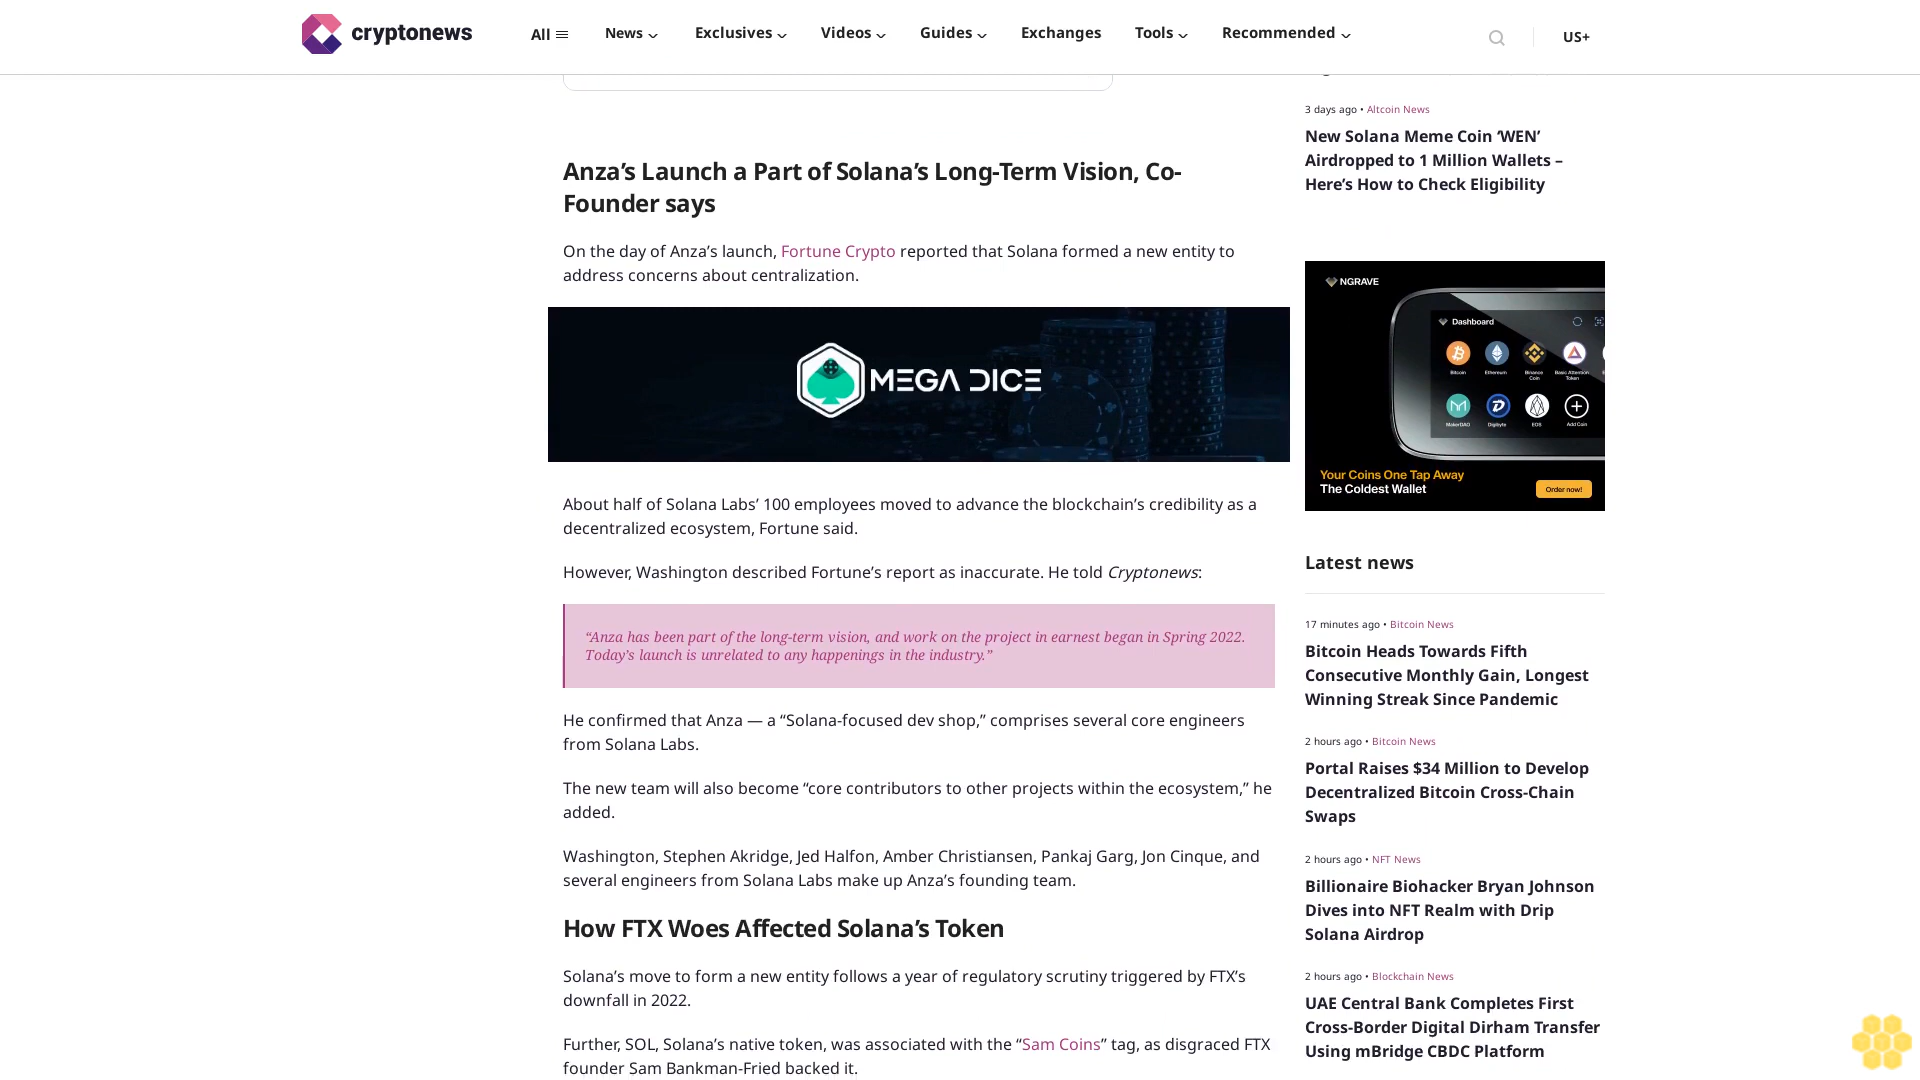 cryptonews
All
News
Exclusives
Videos
Guides
Exchanges
Tools
Recommended
US+
Anza’s Launch a Part of Solana’s Long-Term Vision, Co-
Founder says
On the day of Anza’s launch, Fortune Crypto reported that Solana formed a new entity to
address concerns about centralization.
MEGA DICE
About half of Solana Labs’ 100 employees moved to advance the blockchain’s credibility as a
decentralized ecosystem, Fortune said.
However, Washington described Fortune’s report as inaccurate. He told Cryptonews:
“Anza has been part of the long-term vision, and work on the project in earnest began in Spring 2022.
Today’s launch is unrelated to any happenings in the industry.”
He confirmed that Anza — a “Solana-focused dev shop,” comprises several core engineers
from Solana Labs.
The new team will also become “core contributors to other projects within the ecosystem,” he
added.
Washington, Stephen Akridge, Jed Halfon, Amber Christiansen, Pankaj Garg, Jon Cinque, and
several engineers from Solana Labs make up Anza’s founding team.
How FTX Woes Affected Solana’s Token
Solana’s move to form a new entity follows a year of regulatory scrutiny triggered by FTX’s
downfall in 2022.
Further, SOL, Solana’s native token, was associated with the “Sam Coins” tag, as disgraced FTX
founder Sam Bankman-Fried backed it.
3 days ago • Altcoin News
New Solana Meme Coin ‘WEN’
Airdropped to 1 Million Wallets –
Here’s How to Check Eligibility
NGRAVE
Dashboard
Bitcoin
Ethereum
Binance
Coin
Basic Attention
Token
MakerDAO
Digibyte
EOS
Add Coin
Your Coins One Tap Away
The Coldest Wallet
Order now!
Latest news
17 minutes ago • Bitcoin News
Bitcoin Heads Towards Fifth
Consecutive Monthly Gain, Longest
Winning Streak Since Pandemic
2 hours ago • Bitcoin News
Portal Raises $34 Million to Develop
Decentralized Bitcoin Cross-Chain
Swaps
2 hours ago • NFT News
Billionaire Biohacker Bryan Johnson
Dives into NFT Realm with Drip
Solana Airdrop
2 hours ago • Blockchain News
UAE Central Bank Completes First
Cross-Border Digital Dirham Transfer
Using mBridge CBDC Platform